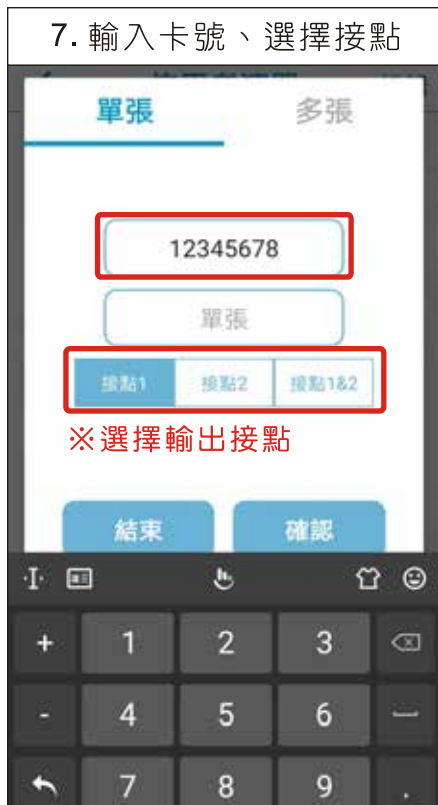 7. 輸入卡號、選擇接點
單張 多張
12345678
單張
接點1 接點2 接點1&2
※選擇輸出接點
結束 確認
+ 1 2 3
- 4 5 6
7 8 9 .